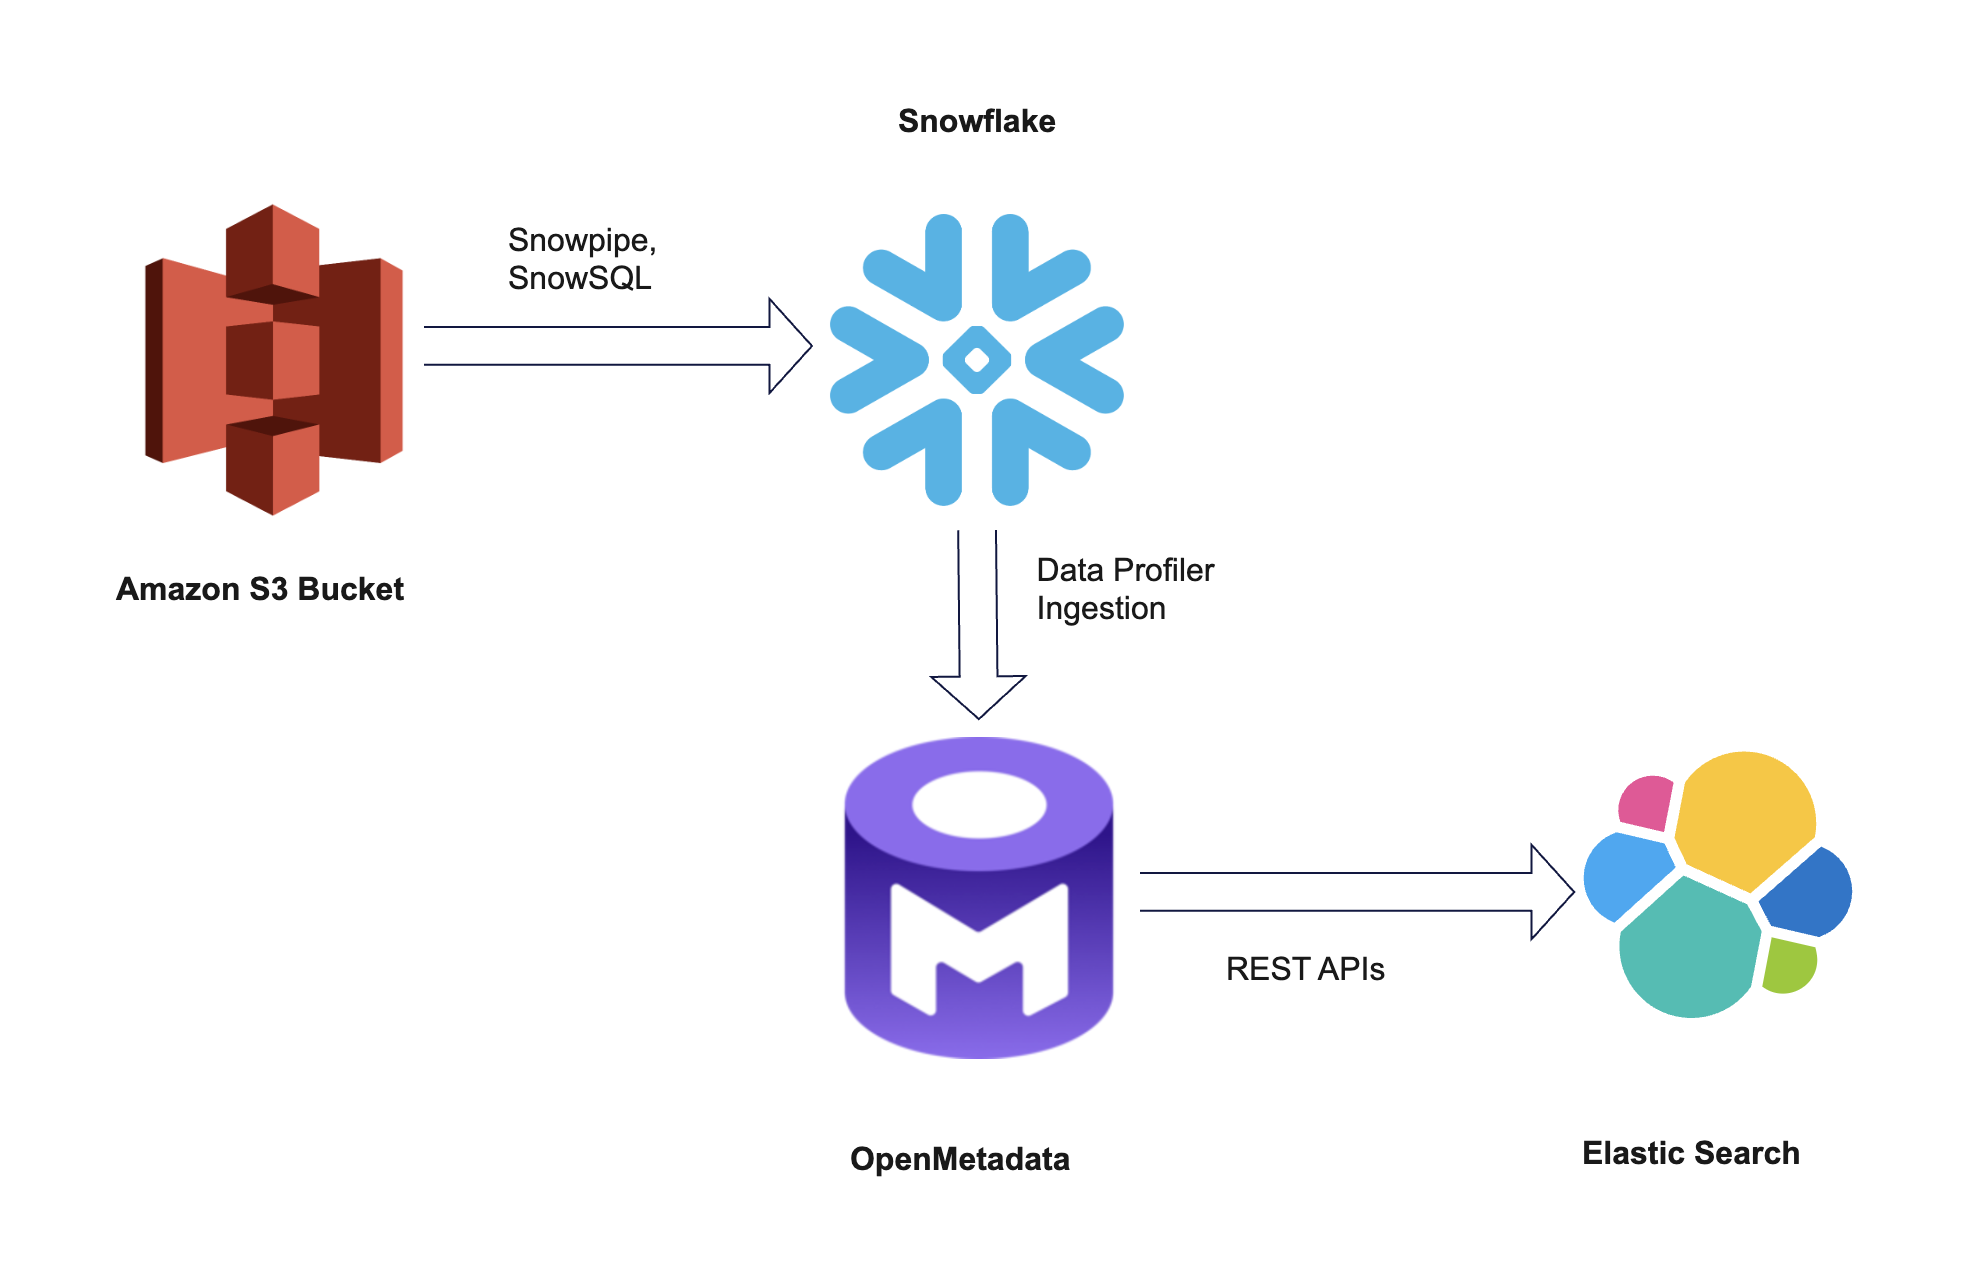 Snowflake
Snowpipe,
SnowSQL
Amazon S3 Bucket
Data Profiler
Ingestion
REST APIs
OpenMetadata
Elastic Search